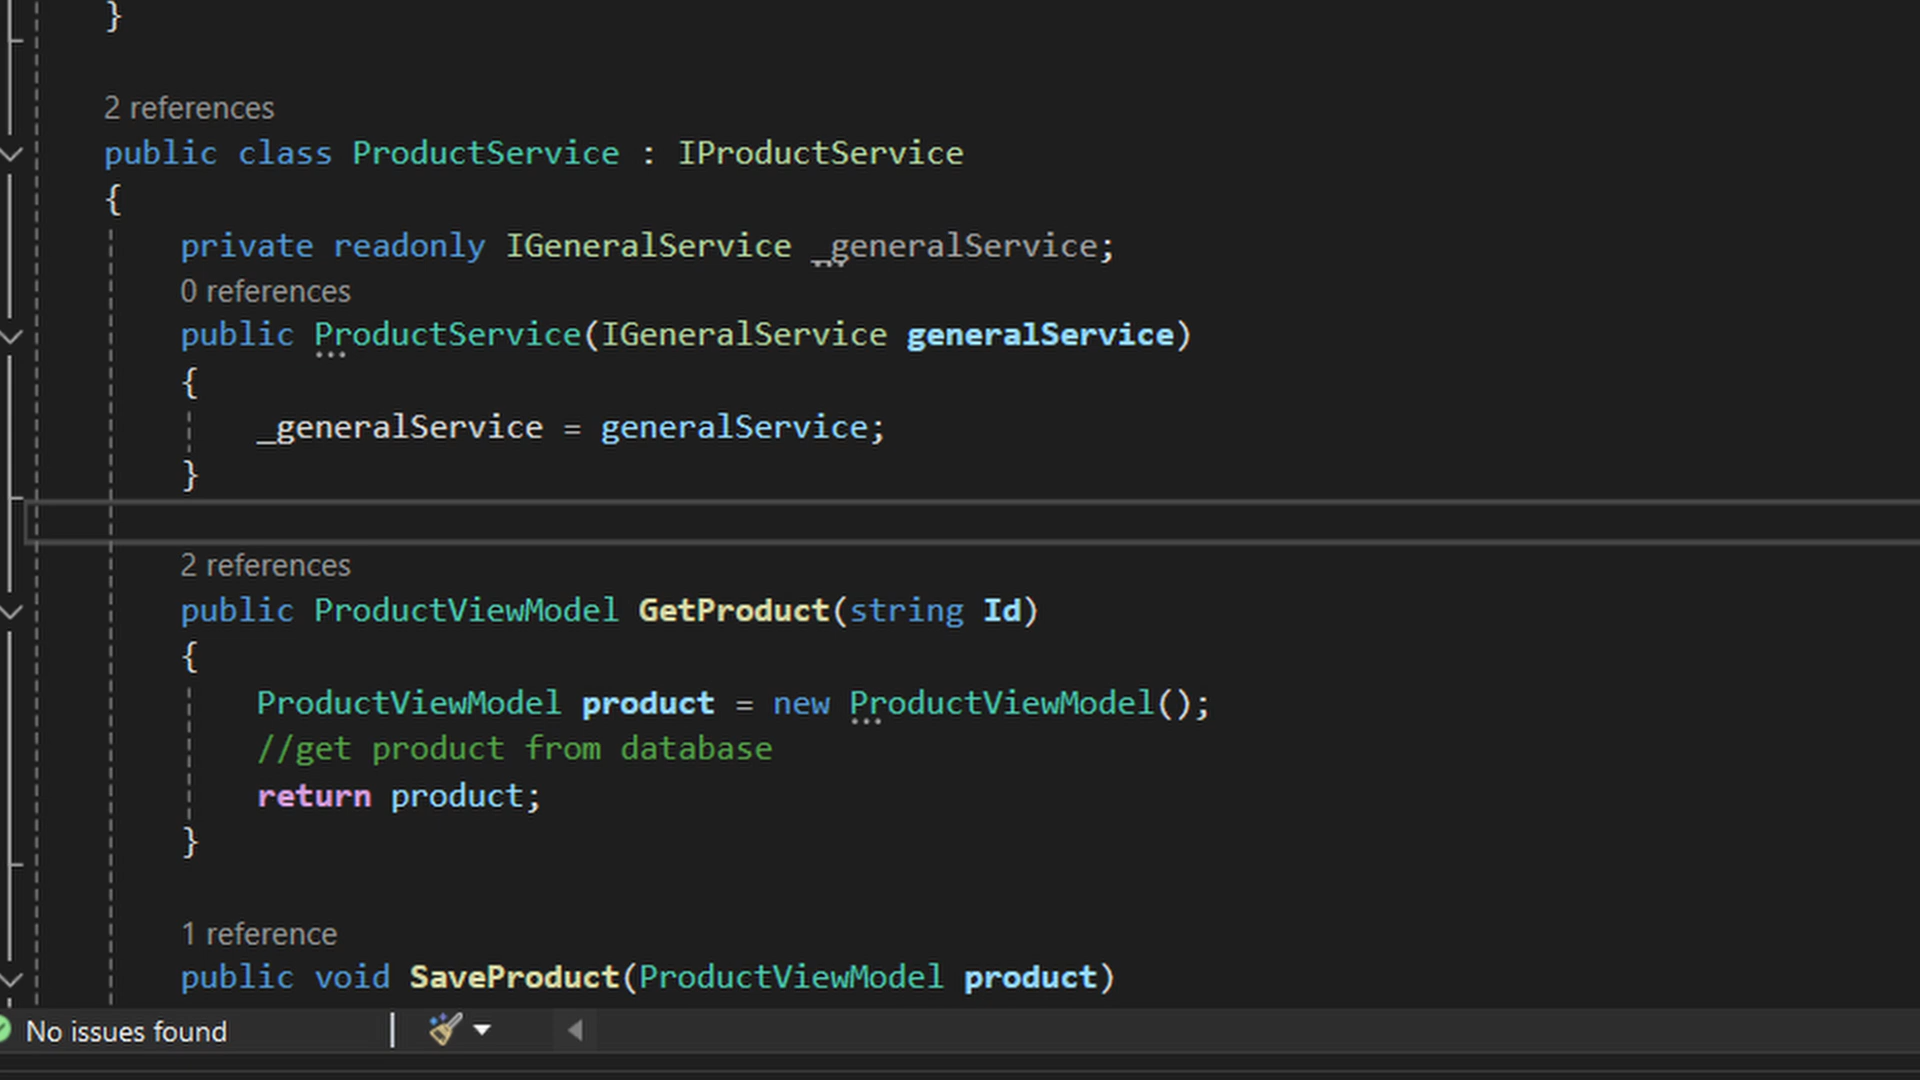 }
2 references
public class ProductService : IProductService
{
private readonly IGeneralService _generalService;
0 references
public ProductService(IGeneralService generalService)
{
_generalService = generalService;
}
2 references
public ProductViewModel GetProduct(string Id)
{
ProductViewModel product = new ProductViewModel();
//get product from database
return product;
}
1 reference
public void SaveProduct(ProductViewModel product)
No issues found